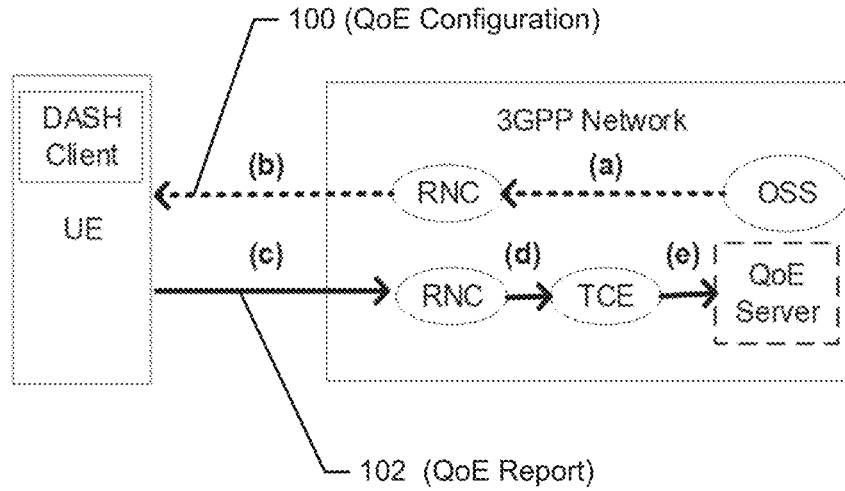 100 (QoE Configuration)
DASH
Client
UE
3GPP Network
(b)
(a)
RNC
OSS
(c)
(d)
(e)
RNC
TCE
QoE
Server
102 (QoE Report)